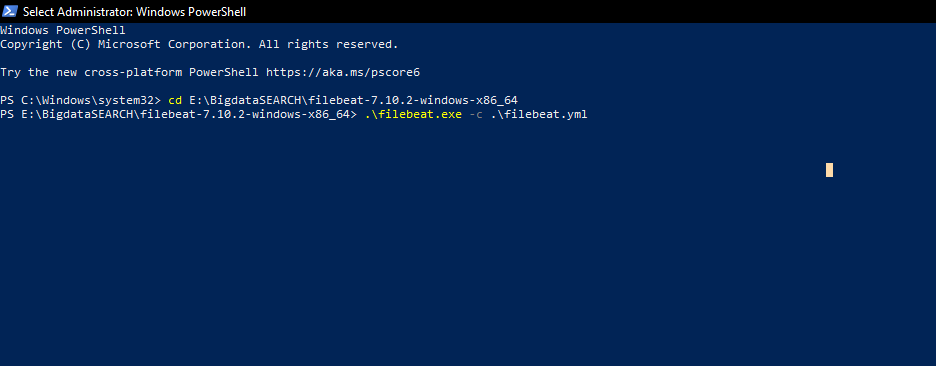 Select Administrator: Windows PowerShell
Windows PowerShell
Copyright (C) Microsoft Corporation. All rights reserved.
Try the new cross-platform PowerShell https://aka.ms/pscore6
PS C:\Windows\system32> cd E:\BigdataSEARCH\filebeat-7.10.2-windows-x86_64
PS E:\BigdataSEARCH\filebeat-7.10.2-windows-x86_64> .\filebeat.exe -c .\filebeat.yml